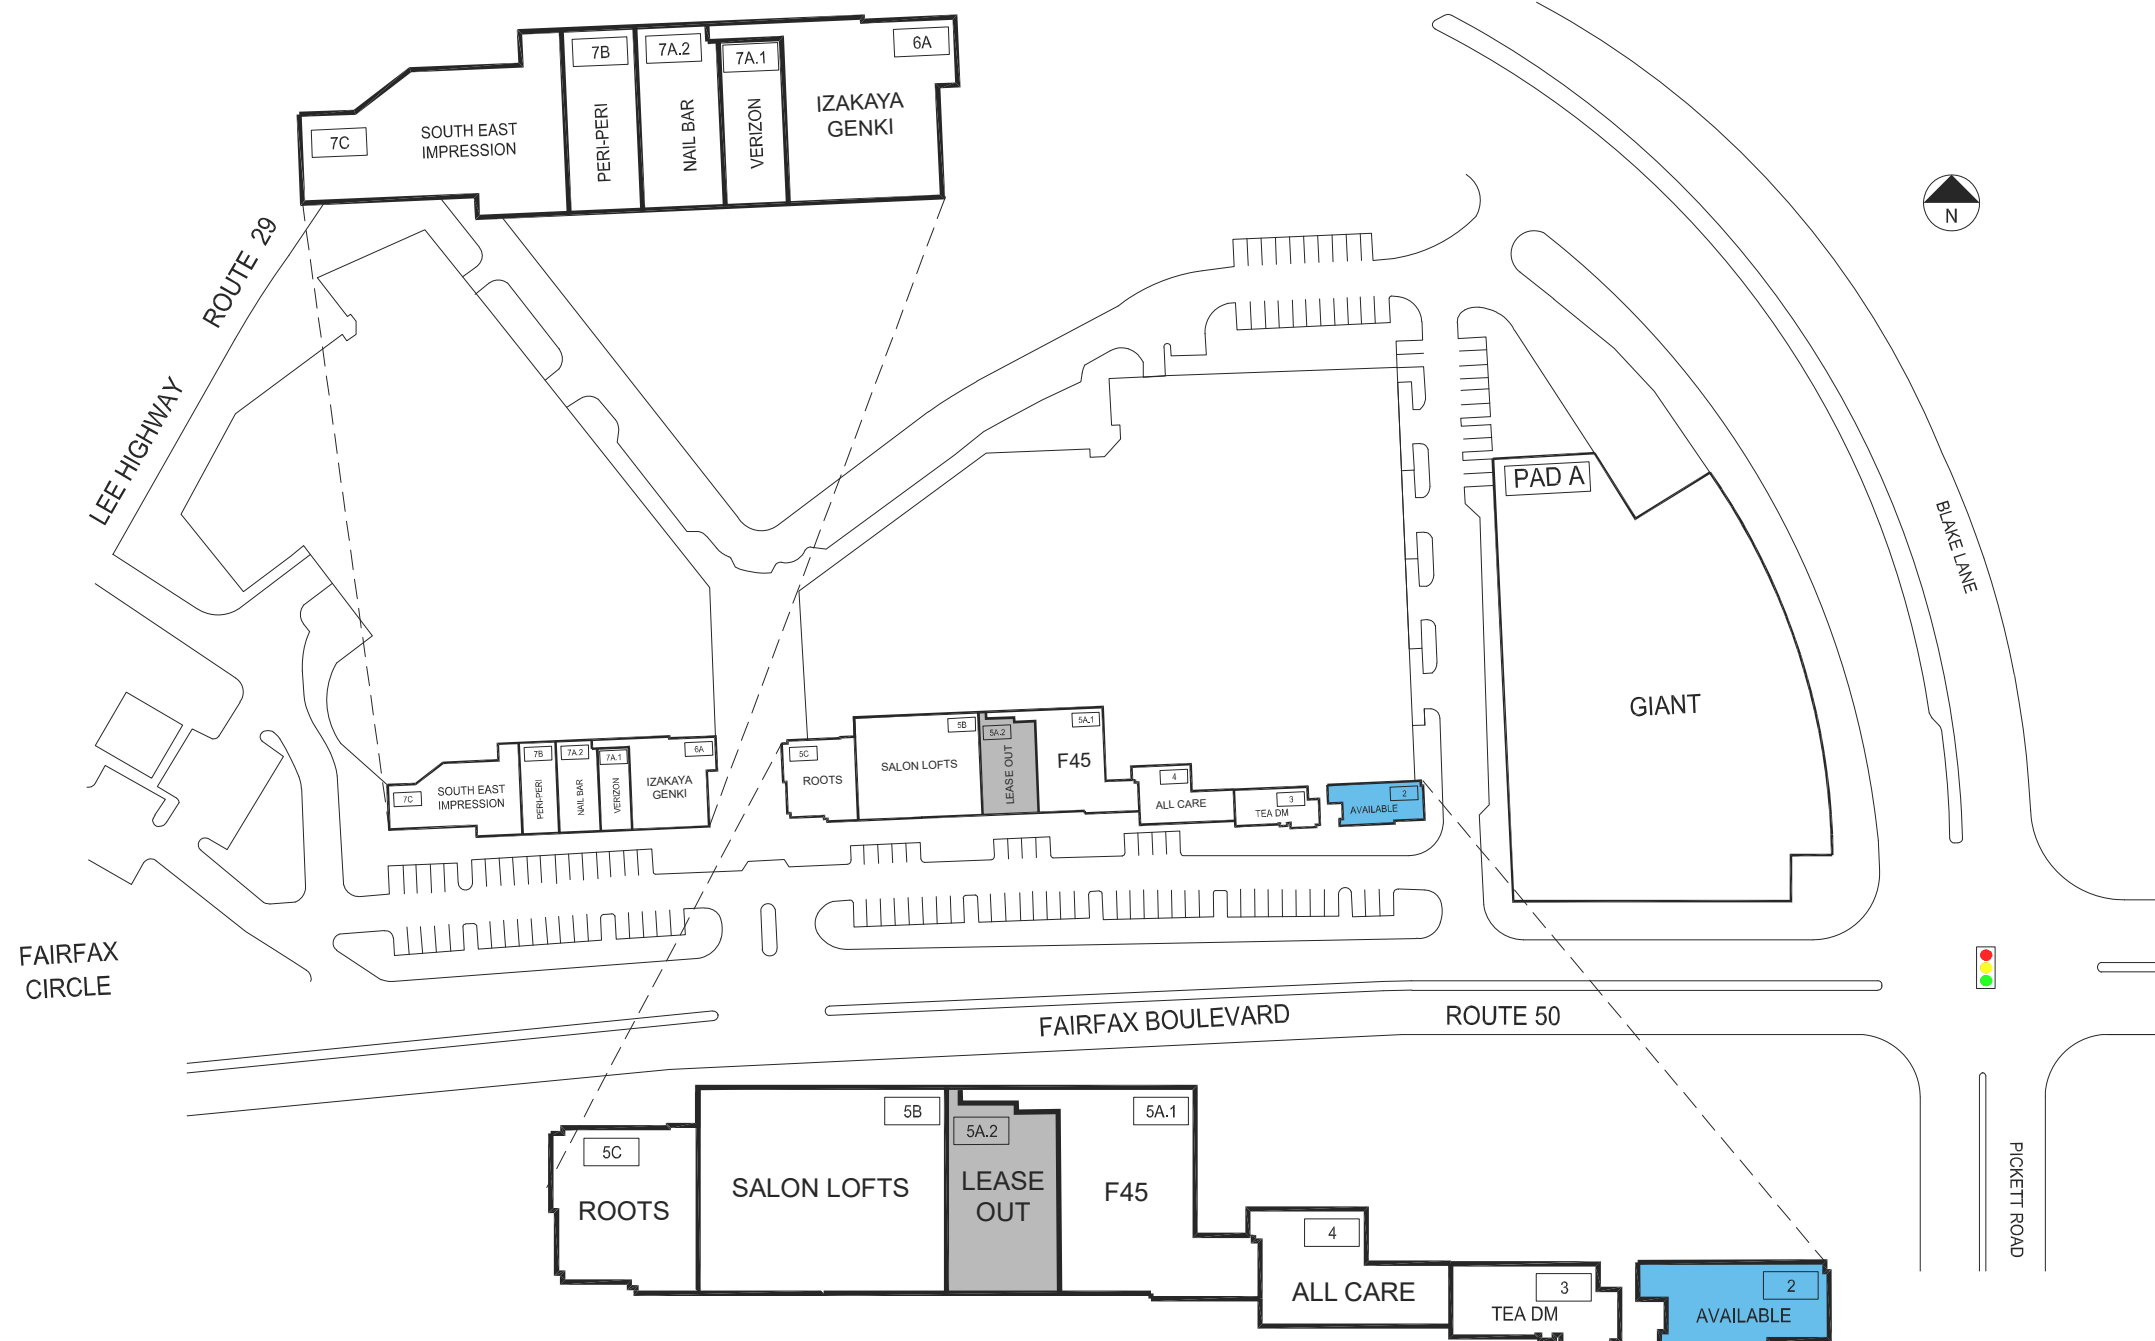 7C
SOUTH EAST
IMPRESSION
7B
PERI-PERI
7A.2
NAIL BAR
7A.1
VERIZON
6A
IZAKAYA
GENKI
N
LEE HIGHWAY
ROUTE 29
PAD A
GIANT
BLAKE LANE
7C
SOUTH EAST
IMPRESSION
7B
PERI-PERI
7A.2
NAIL BAR
7A.1
VERIZON
6A
IZAKAYA
GENKI
5C
ROOTS
5B
SALON LOFTS
5A.2
LEASE OUT
5A.1
F45
4
ALL CARE
3
TEA DM
2
AVAILABLE
FAIRFAX
CIRCLE
FAIRFAX BOULEVARD
ROUTE 50
5C
ROOTS
5B
SALON LOFTS
5A.2
LEASE
OUT
5A.1
F45
4
ALL CARE
3
TEA DM
2
AVAILABLE
PICKETT ROAD